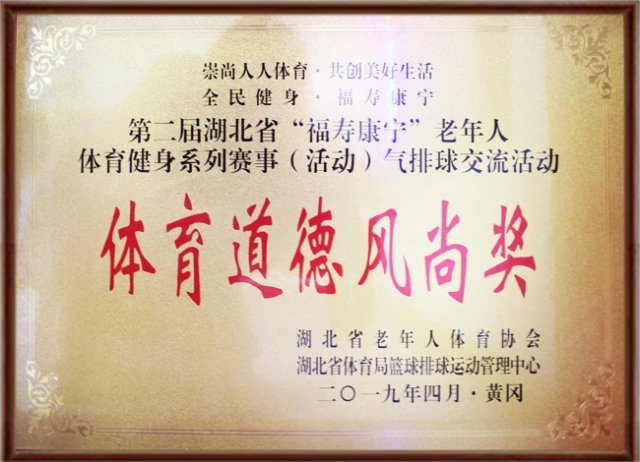 崇尚人人体育·共创美好生活
全民健身·福寿康宁
第二届湖北省“福寿康宁”老年人
体育健身系列赛事（活动）气排球交流活动
体育道德风尚奖
湖北省老年人体育协会
湖北省体育局篮球排球运动管理中心
二〇一九年四月·黄冈